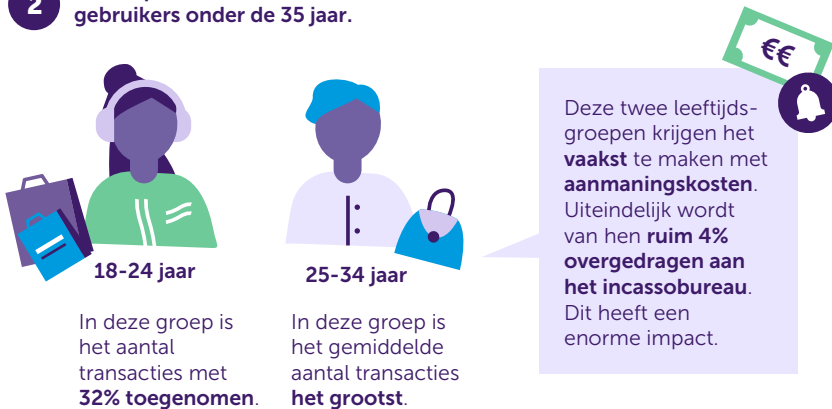 2
gebruikers onder de 35 jaar.
€€
18-24 jaar
In deze groep is
het aantal
transacties met
32% toegenomen.
25-34 jaar
In deze groep is
het gemiddelde
aantal transacties
het grootst.
Deze twee leeftijds-
groepen krijgen het
vaakst te maken met
aanmaningskosten.
Uiteindelijk wordt
van hen ruim 4%
overgedragen aan
het incassobureau.
Dit heeft een
enorme impact.